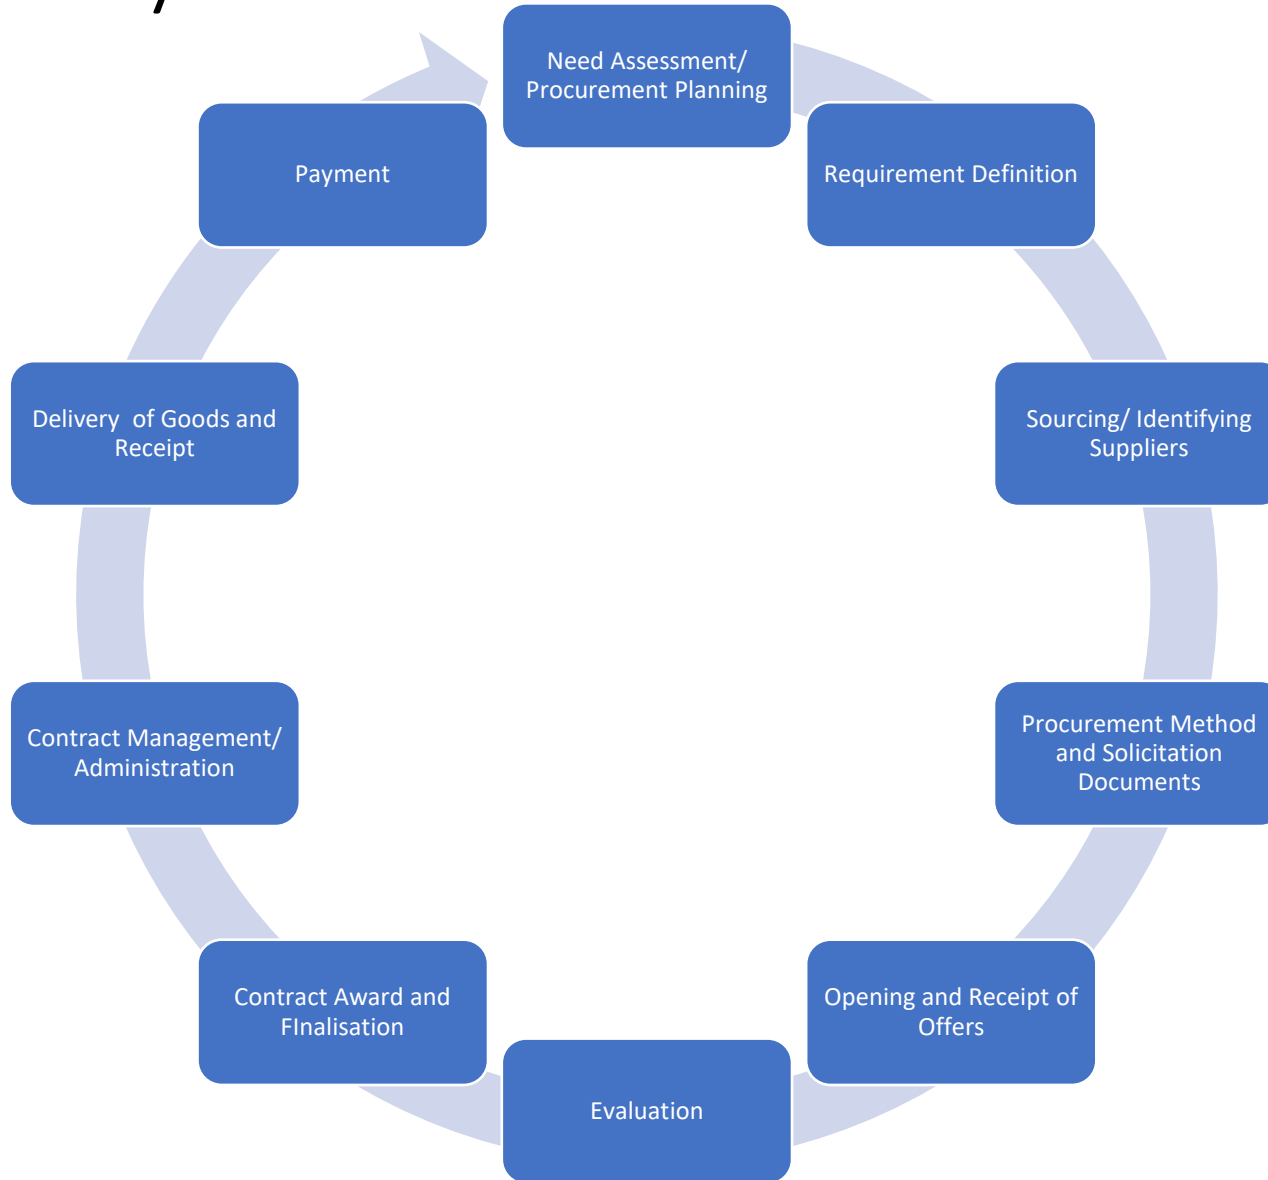 Need Assessment/
Procurement Planning
Requirement Definition
Sourcing/ Identifying
Suppliers
Procurement Method
and Solicitation
Documents
Opening and Receipt of
Offers
Evaluation
Contract Award and
FInalisation
Contract Management/
Administration
Delivery  of Goods and
Receipt
Payment